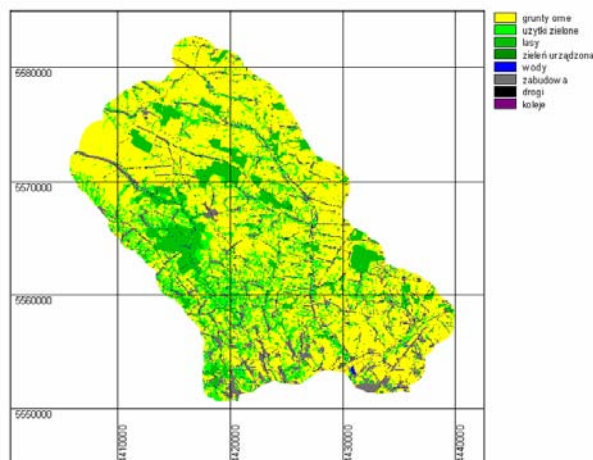 grunty orne
użytki zielone
lasy
zieleń urządzona
wody
zabudowa
drogi
koleje
5580000
5570000
5560000
5550000
4410000
4420000
4430000
4440000